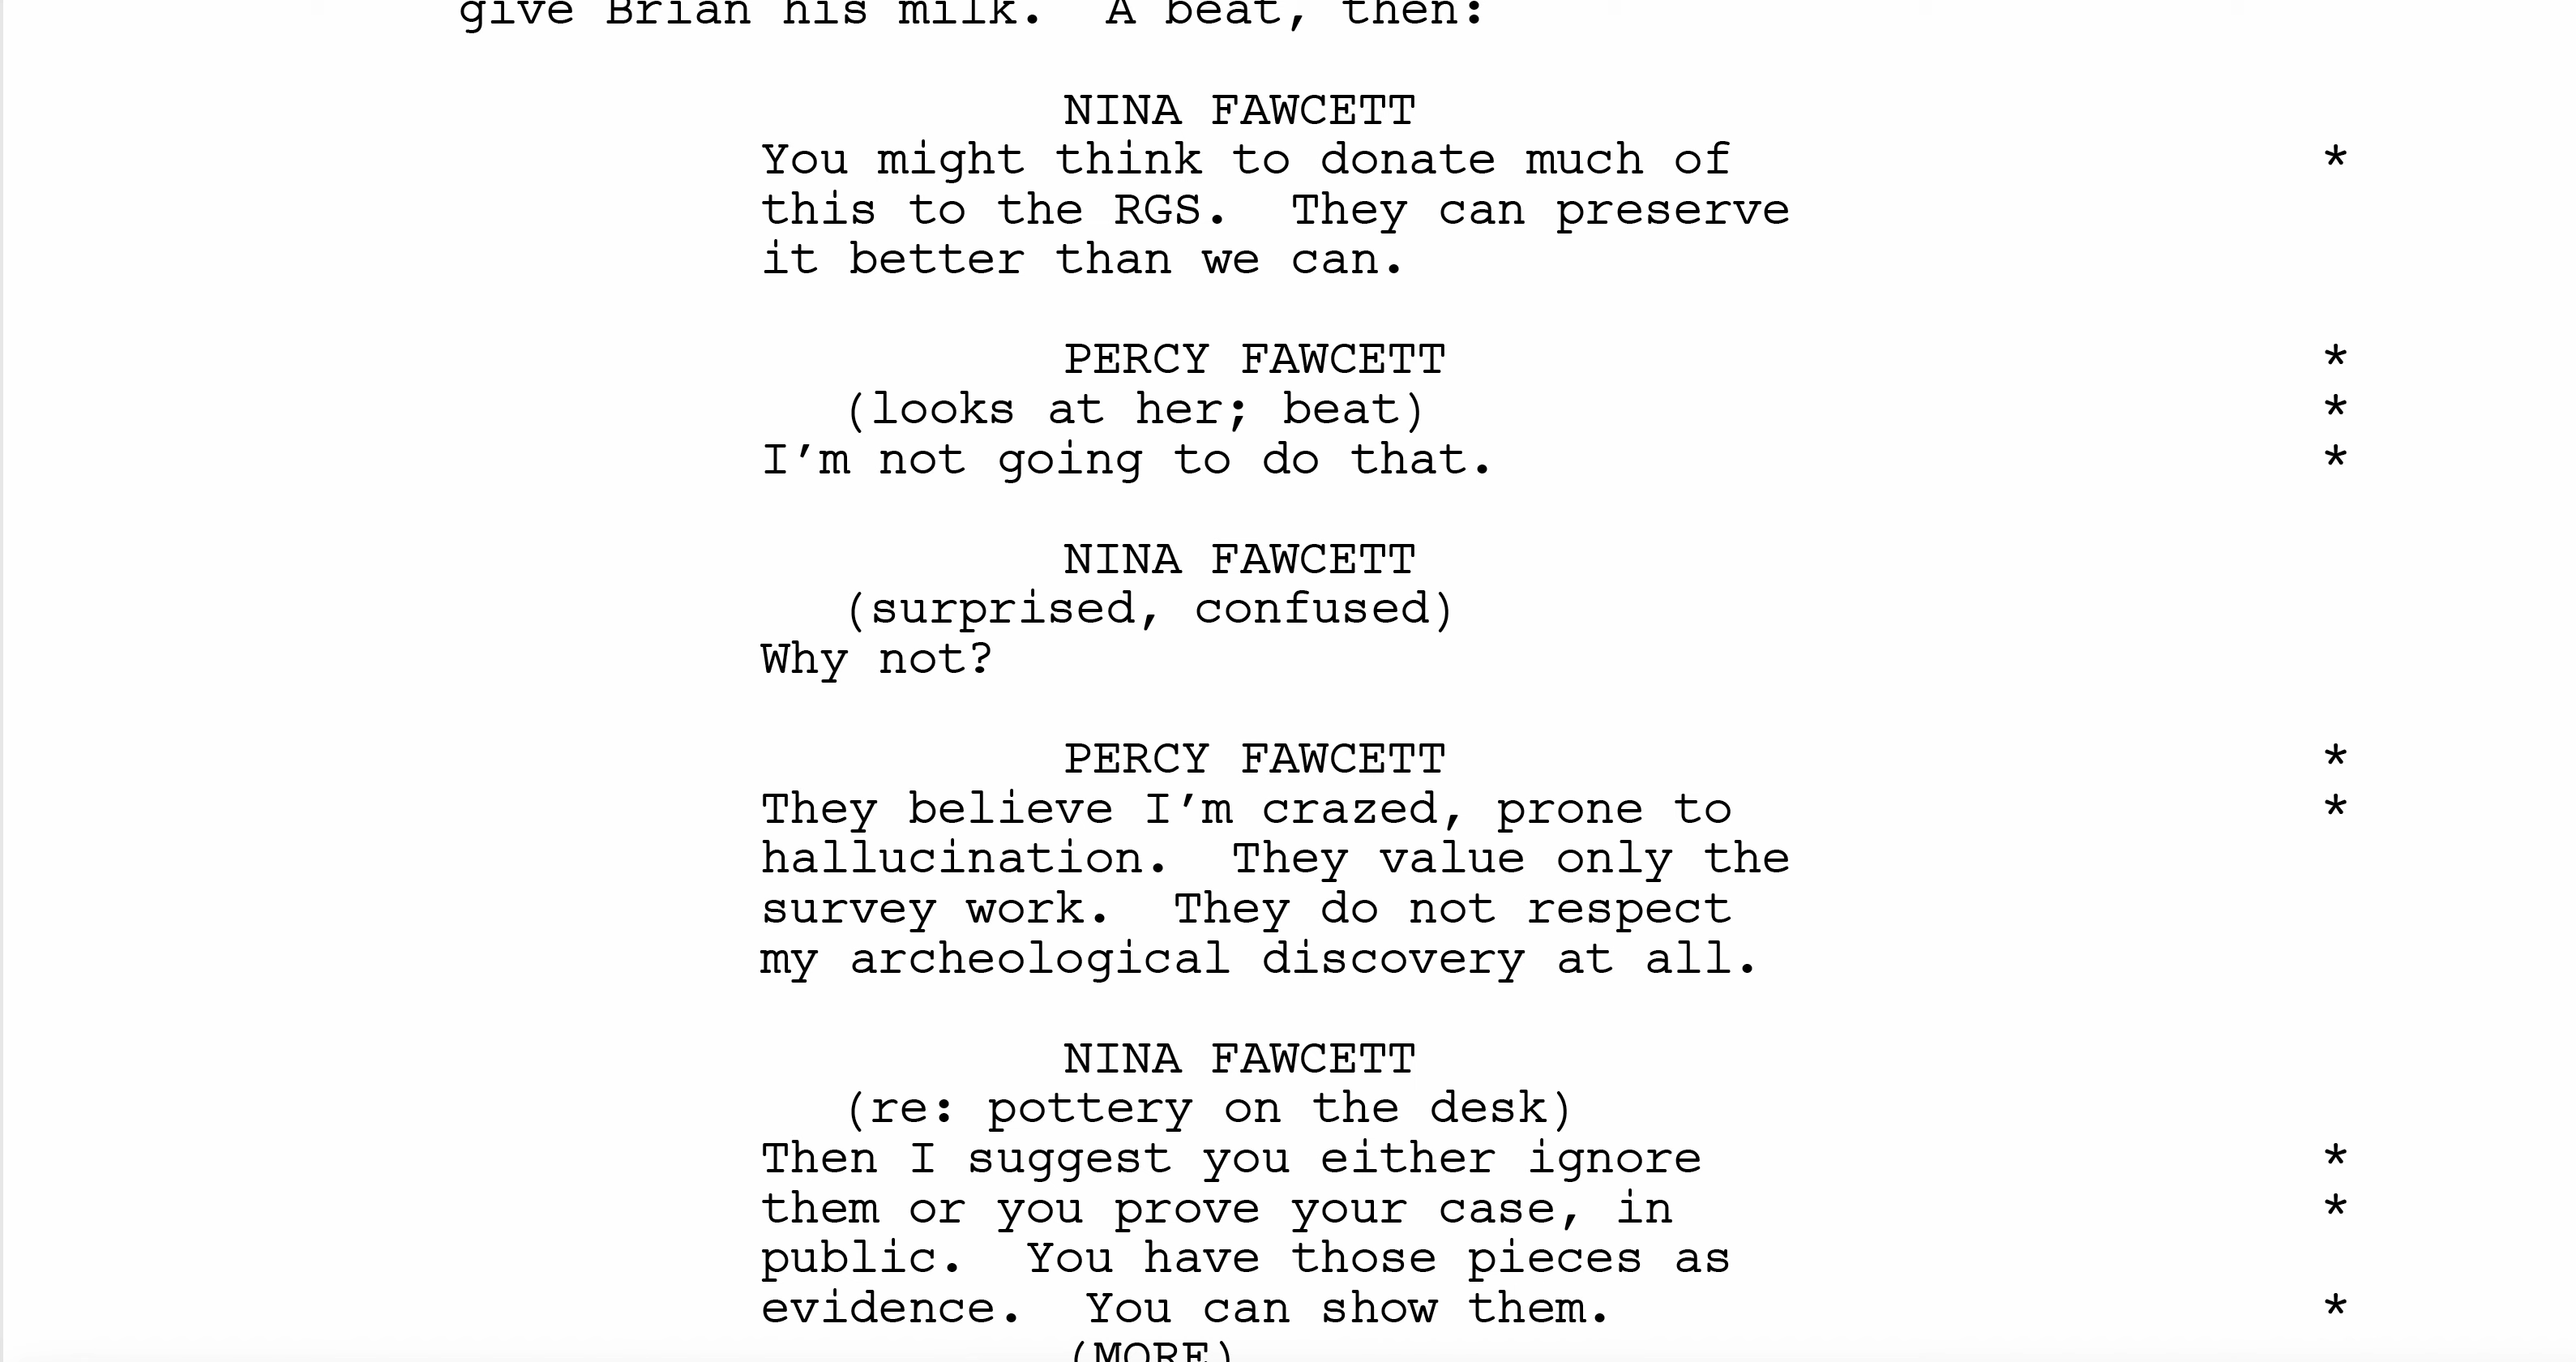 give Brian his milk.  A beat, then:
NINA FAWCETT
You might think to donate much of *
this to the RGS.  They can preserve
it better than we can.
PERCY FAWCETT *
(looks at her; beat) *
I’m not going to do that. *
NINA FAWCETT
(surprised, confused)
Why not?
PERCY FAWCETT *
They believe I’m crazed, prone to *
hallucination.  They value only the
survey work.  They do not respect
my archeological discovery at all.
NINA FAWCETT
(re: pottery on the desk)
Then I suggest you either ignore *
them or you prove your case, in *
public.  You have those pieces as
evidence.  You can show them. *
(MORE)